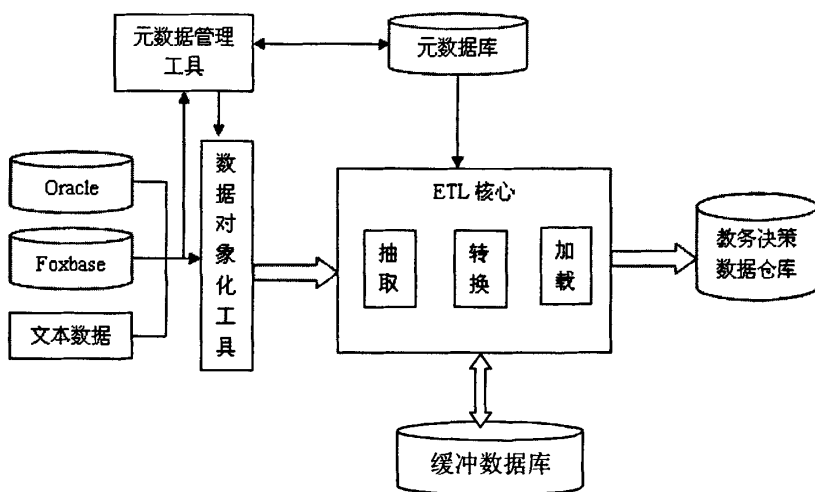 元数据管理
工具
元数据库
Oracle
Foxbase
文本数据
数据对象化工具
ETL 核心
抽取
转换
加载
教务决策
数据仓库
缓冲数据库